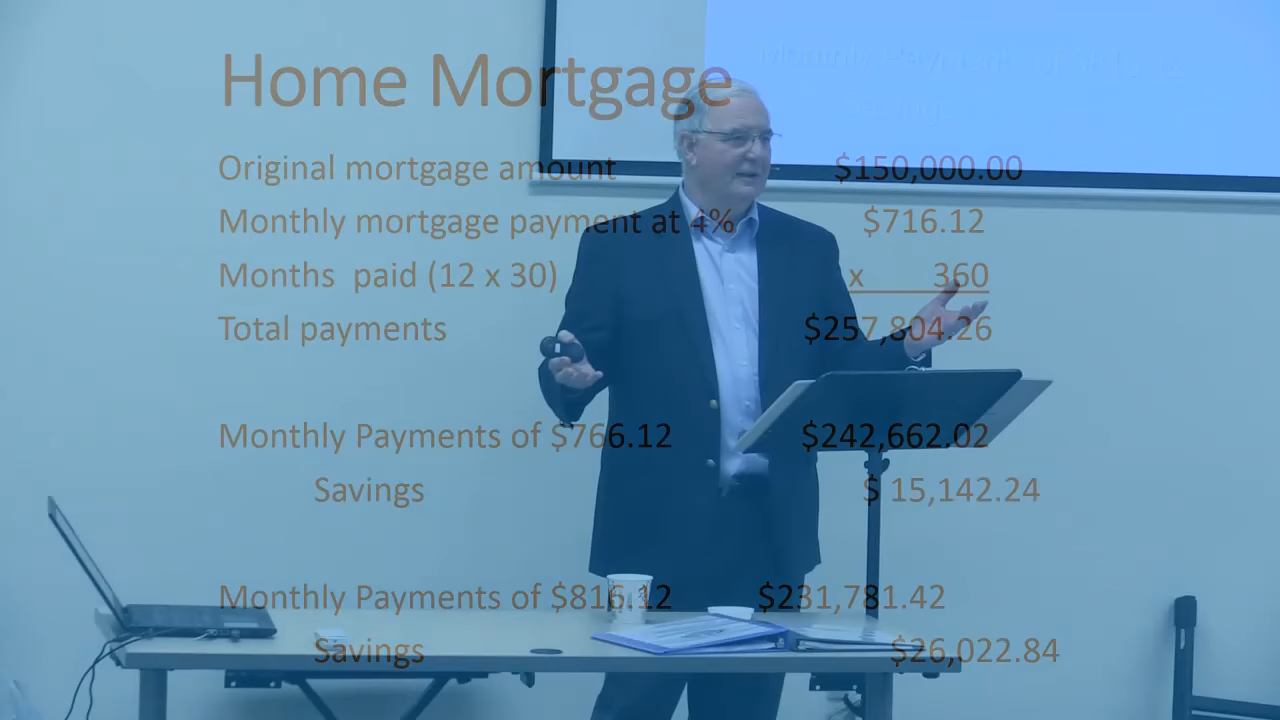 Home Mortgage
Original mortgage amount $150,000.00
Monthly mortgage payment at 4% $716.12
Months paid (12 x 30) x 360
Total payments $257,804.26
Monthly Payments of $766.12 $242,662.02
Savings $ 15,142.24
Monthly Payments of $816.12 $231,781.42
Savings $26,022.84